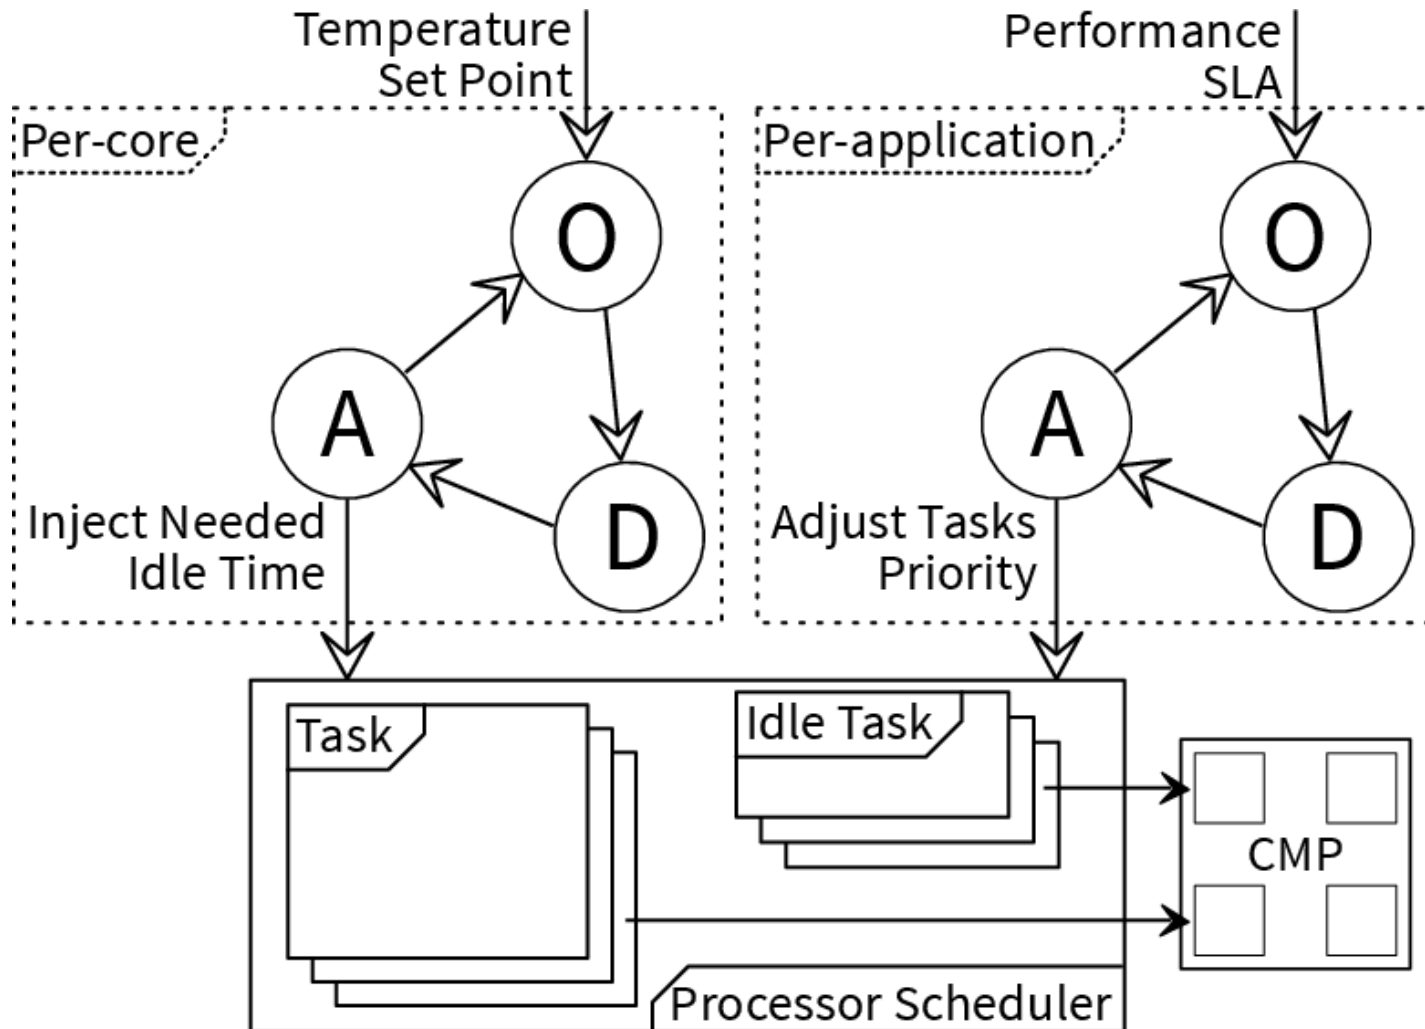 Temperature
Set Point
Performance
SLA
Per-core
Per-application
O
O
A
A
D
D
Inject Needed
Idle Time
Adjust Tasks
Priority
Task
Idle Task
CMP
Processor Scheduler